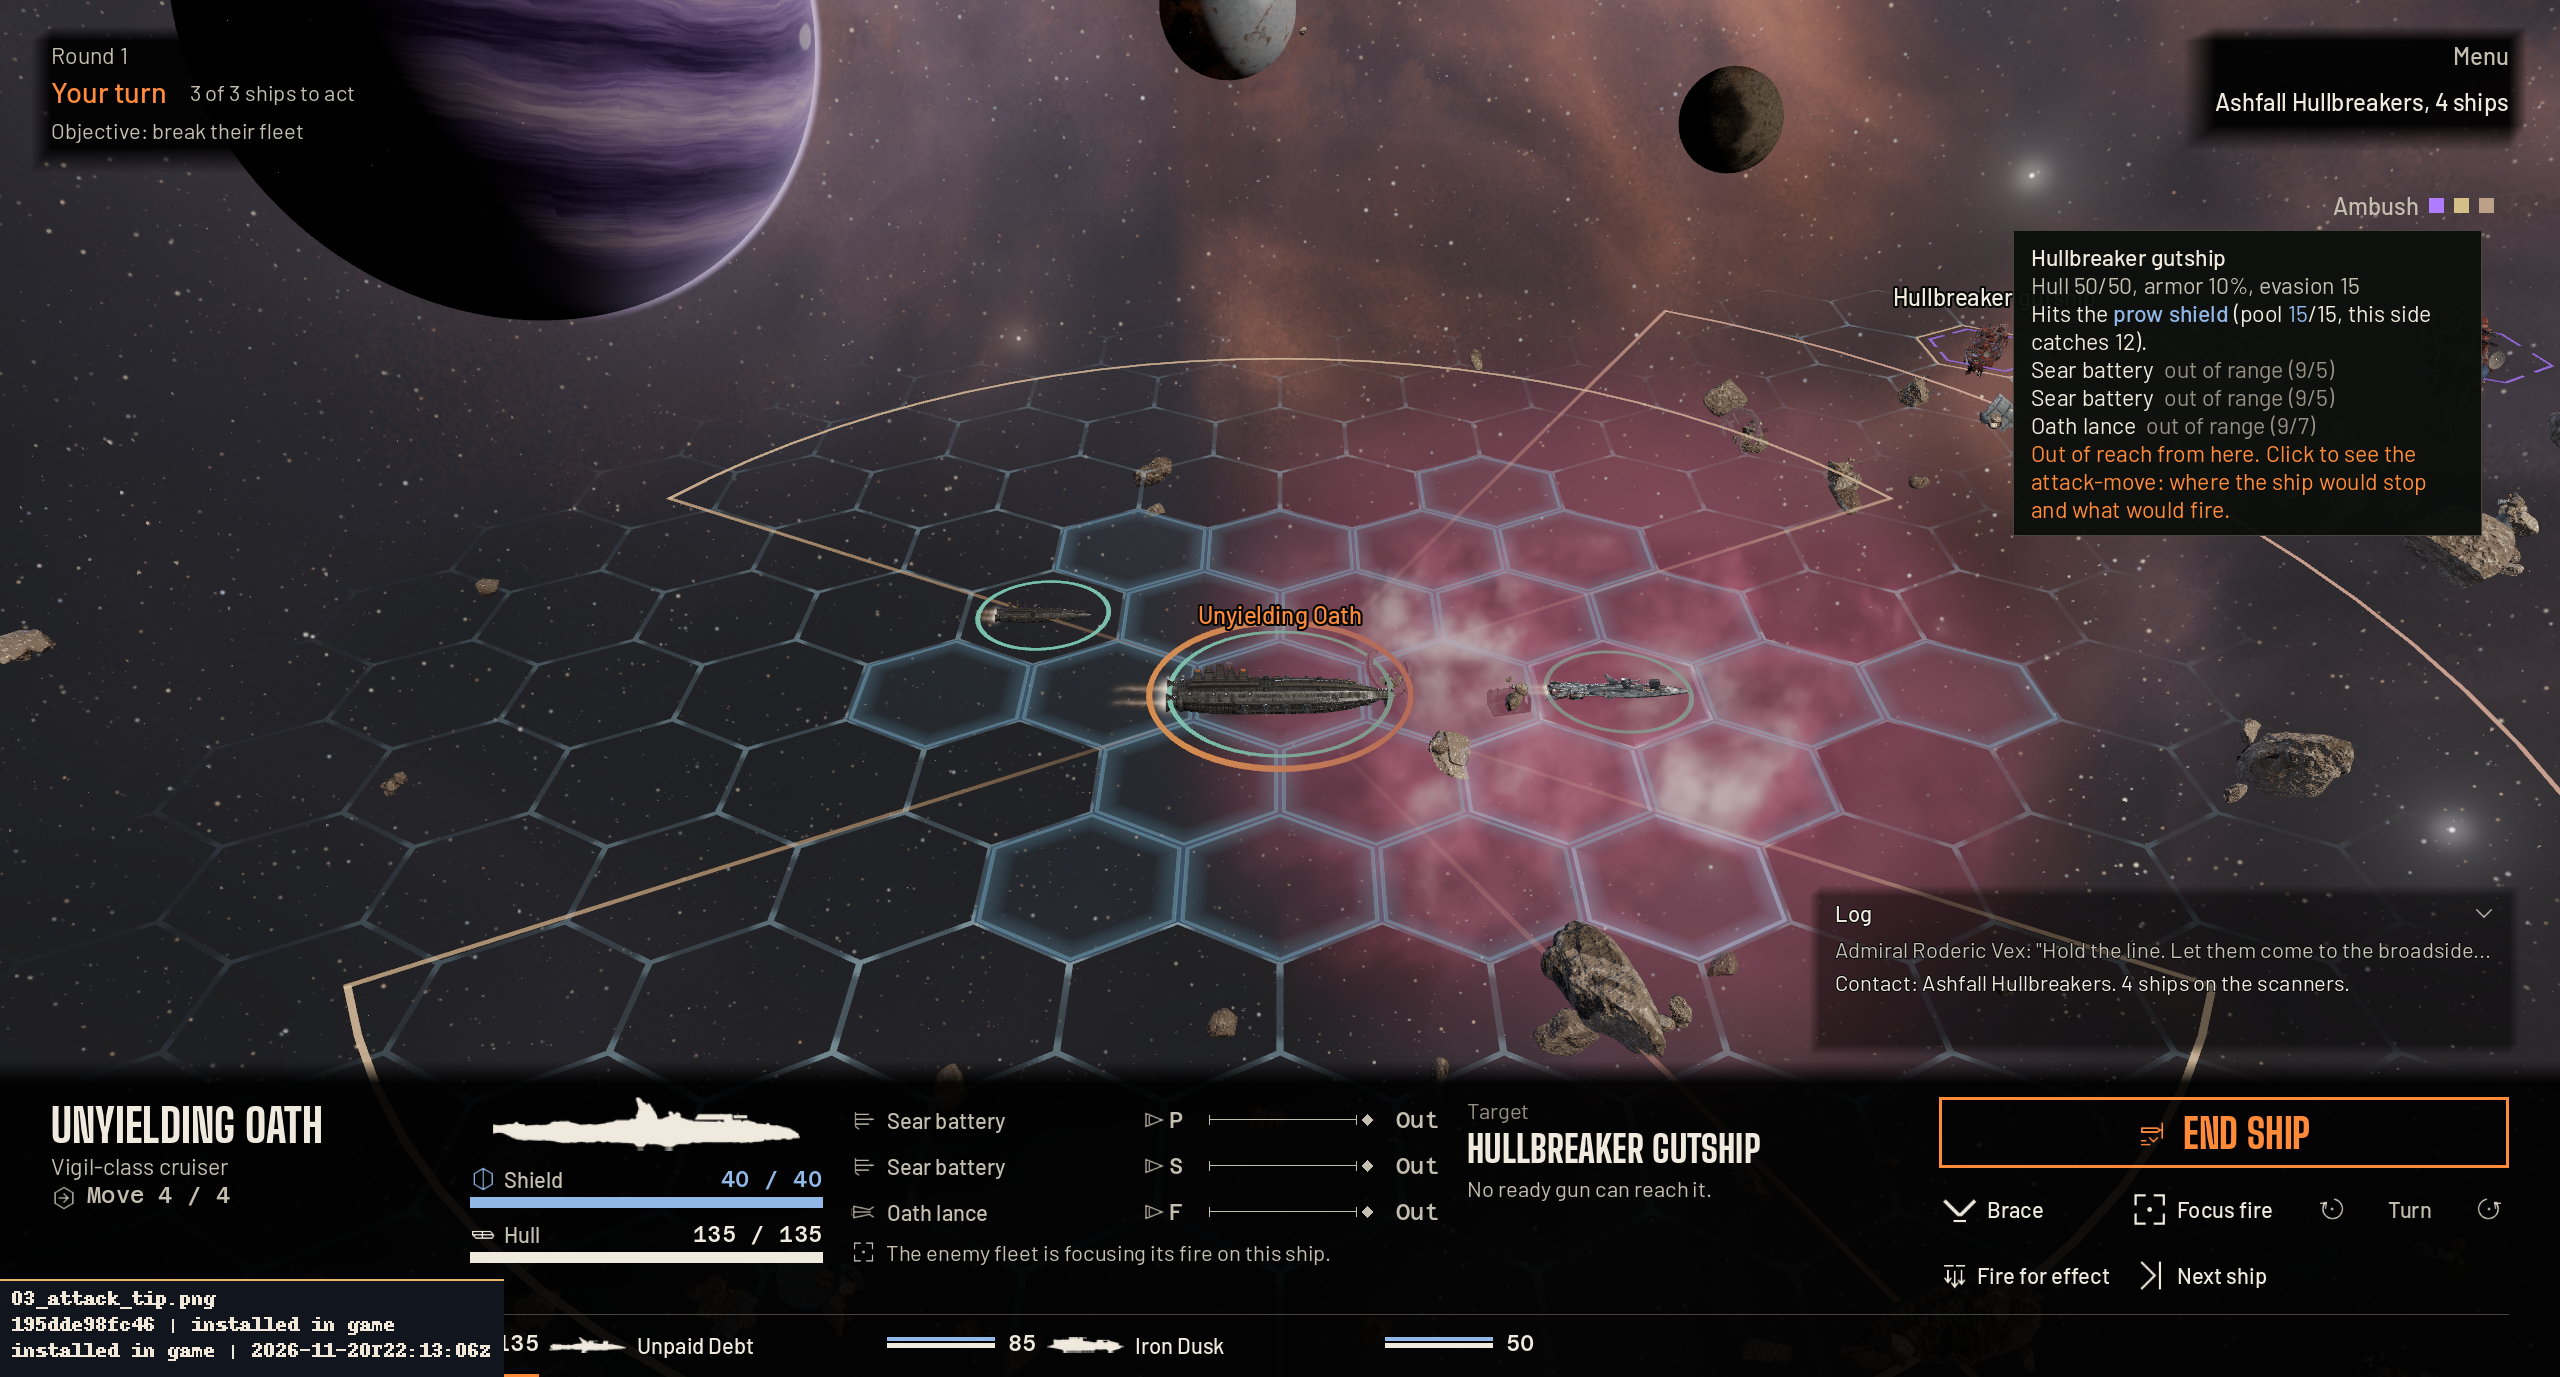 Round 1
Your turn 3 of 3 ships to act
Objective: break their fleet
Menu
Ashfall Hullbreakers, 4 ships
Ambush
Hullbreaker
Hullbreaker gutship
Hull 50/50, armor 10%, evasion 15
Hits the prow shield (pool 15/15, this side
catches 12).
Sear battery out of range (9/5)
Sear battery out of range (9/5)
Oath lance out of range (9/7)
Out of reach from here. Click to see the
attack-move: where the ship would stop
and what would fire.
Unyielding Oath
Log
Admiral Roderic Vex: "Hold the line. Let them come to the broadside...
Contact: Ashfall Hullbreakers. 4 ships on the scanners.
UNYIELDING OATH
Vigil-class cruiser
Move 4 / 4
Shield 40 / 40
Hull 135 / 135
Sear battery P Out
Sear battery S Out
Oath lance F Out
The enemy fleet is focusing its fire on this ship.
Target
HULLBREAKER GUTSHIP
No ready gun can reach it.
END SHIP
Brace Focus fire Turn
Fire for effect Next ship
03_attack_tip.png
195dde98fc46 | installed in game
installed in game | 2026-11-20T22:13:06Z
135 Unpaid Debt 85 Iron Dusk 50